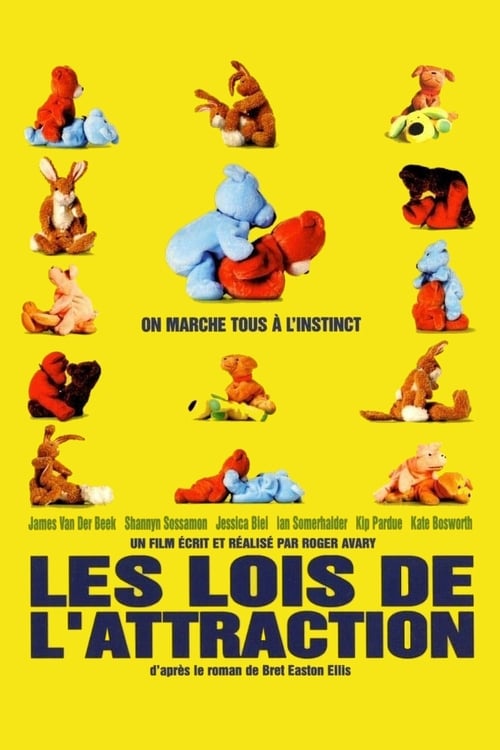 ON MARCHE TOUS À L'INSTINCT
James Van Der Beek Shannyn Sossamon Jessica Biel Ian Somerhalder Kip Pardue Kate Bosworth
UN FILM ÉCRIT ET RÉALISÉ PAR ROGER AVARY
LES LOIS DE
L'ATTRACTION
d'après le roman de Bret Easton Ellis